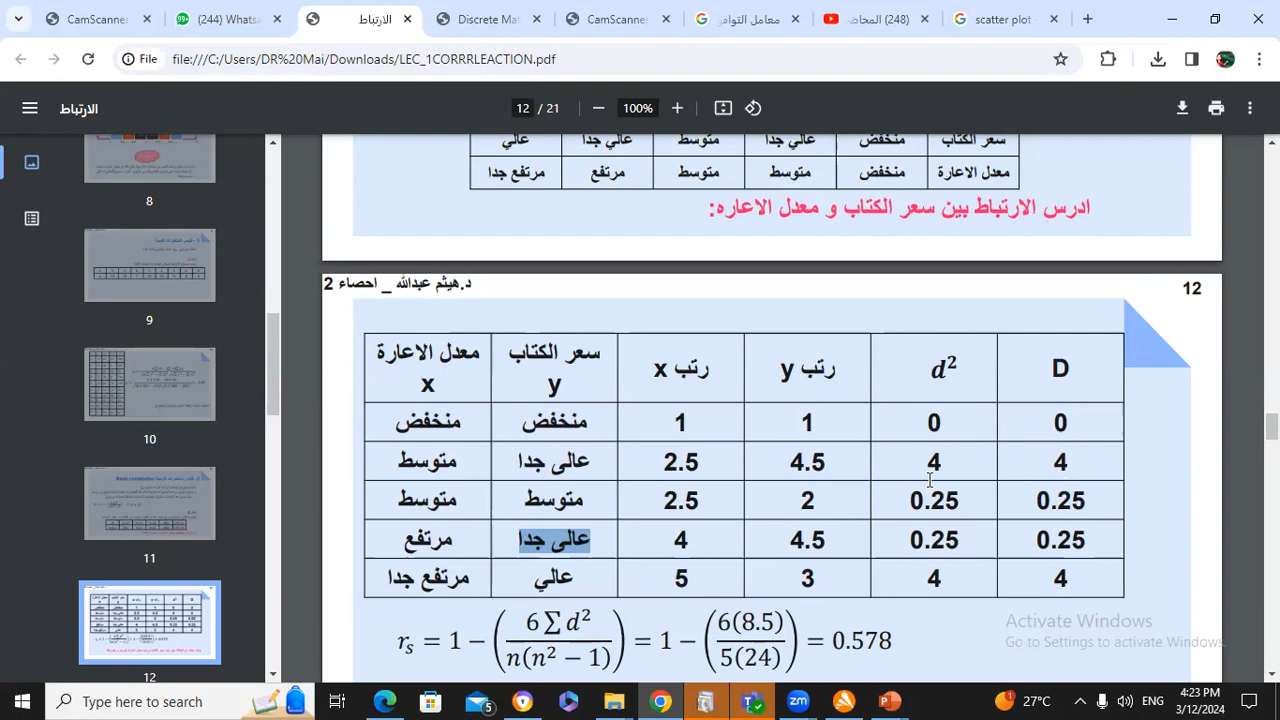 CamScanner
(244) WhatsA
الارتباط
Discrete Ma
CamScanner
معامل التوافر
(248) المحاض
scatter plot -
File
file:///C:/Users/DR%20Mai/Downloads/LEC_1CORRRLEACTION.pdf
الارتباط
12 / 21
100%
8
9
10
11
12
سعر الكتاب منخفض عالي جدا متوسط عالي جدا عالي
معدل الاعارة منخفض متوسط متوسط مرتفع مرتفع جدا
ادرس الارتباط بين سعر الكتاب و معدل الاعاره:
د.هيثم عبدالله _ احصاء 2
12
معدل الاعارة x سعر الكتاب y رتب x رتب y d² D
منخفض منخفض 1 1 0 0
متوسط عالى جدا 2.5 4.5 4 4
متوسط متوسط 2.5 2 0.25 0.25
مرتفع عالى جدا 4 4.5 0.25 0.25
مرتفع جدا عالي 5 3 4 4
r_s = 1 − (6∑d² / n(n² − 1)) = 1 − (6(8.5) / 5(24)) = 0.578
Activate Windows
Go to Settings to activate Windows.
Type here to search
5
1
27°C
ENG
4:23 PM
3/12/2024